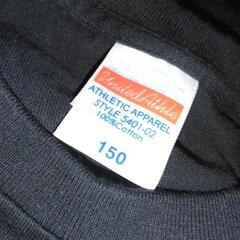 United Athle
ATHLETIC APPAREL
STYLE 5401-02
100%Cotton
150